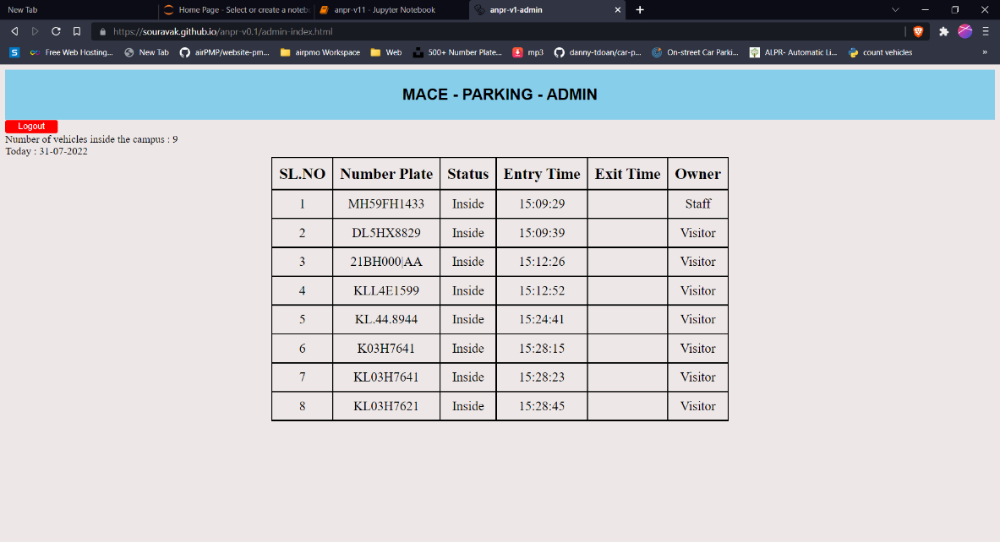 New Tab
Home Page - Select or create a noteb
anpr-v11 - Jupyter Notebook
anpr-v1-admin
https://souravak.github.io/anpr-v0.1/admin-index.html
S
Free Web Hosting...
New Tab
airPMP/website-pm...
airpmo Workspace
Web
500+ Number Plate...
mp3
danny-tdoan/car-p...
On-street Car Parki...
ALPR- Automatic Li...
count vehicles
»
MACE - PARKING - ADMIN
Logout
Number of vehicles inside the campus : 9
Today : 31-07-2022
SL.NO Number Plate Status Entry Time Exit Time Owner
1 MH59FH1433 Inside 15:09:29 Staff
2 DL5HX8829 Inside 15:09:39 Visitor
3 21BH000|AA Inside 15:12:26 Visitor
4 KLL4E1599 Inside 15:12:52 Visitor
5 KL.44.8944 Inside 15:24:41 Visitor
6 K03H7641 Inside 15:28:15 Visitor
7 KL03H7641 Inside 15:28:23 Visitor
8 KL03H7621 Inside 15:28:45 Visitor